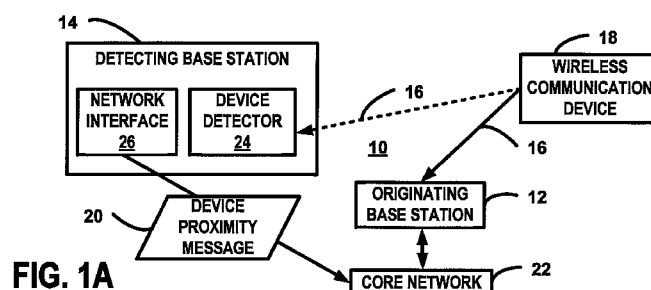 14
DETECTING BASE STATION
NETWORK
INTERFACE
26
DEVICE
DETECTOR
24
16
18
WIRELESS
COMMUNICATION
DEVICE
10
16
ORIGINATING
BASE STATION
12
20
DEVICE
PROXIMITY
MESSAGE
CORE NETWORK
22
FIG. 1A